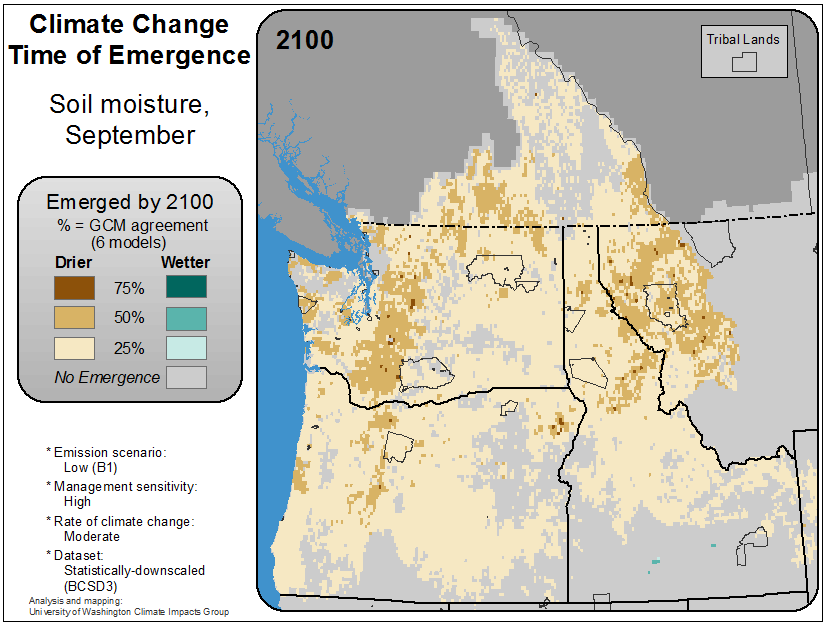 Climate Change
Time of Emergence
Soil moisture,
September
Emerged by 2100
% = GCM agreement
(6 models)
Drier Wetter
75%
50%
25%
No Emergence
* Emission scenario:
Low (B1)
* Management sensitivity:
High
* Rate of climate change:
Moderate
* Dataset:
Statistically-downscaled
(BCSD3)
Analysis and mapping:
University of Washington Climate Impacts Group
2100
Tribal Lands